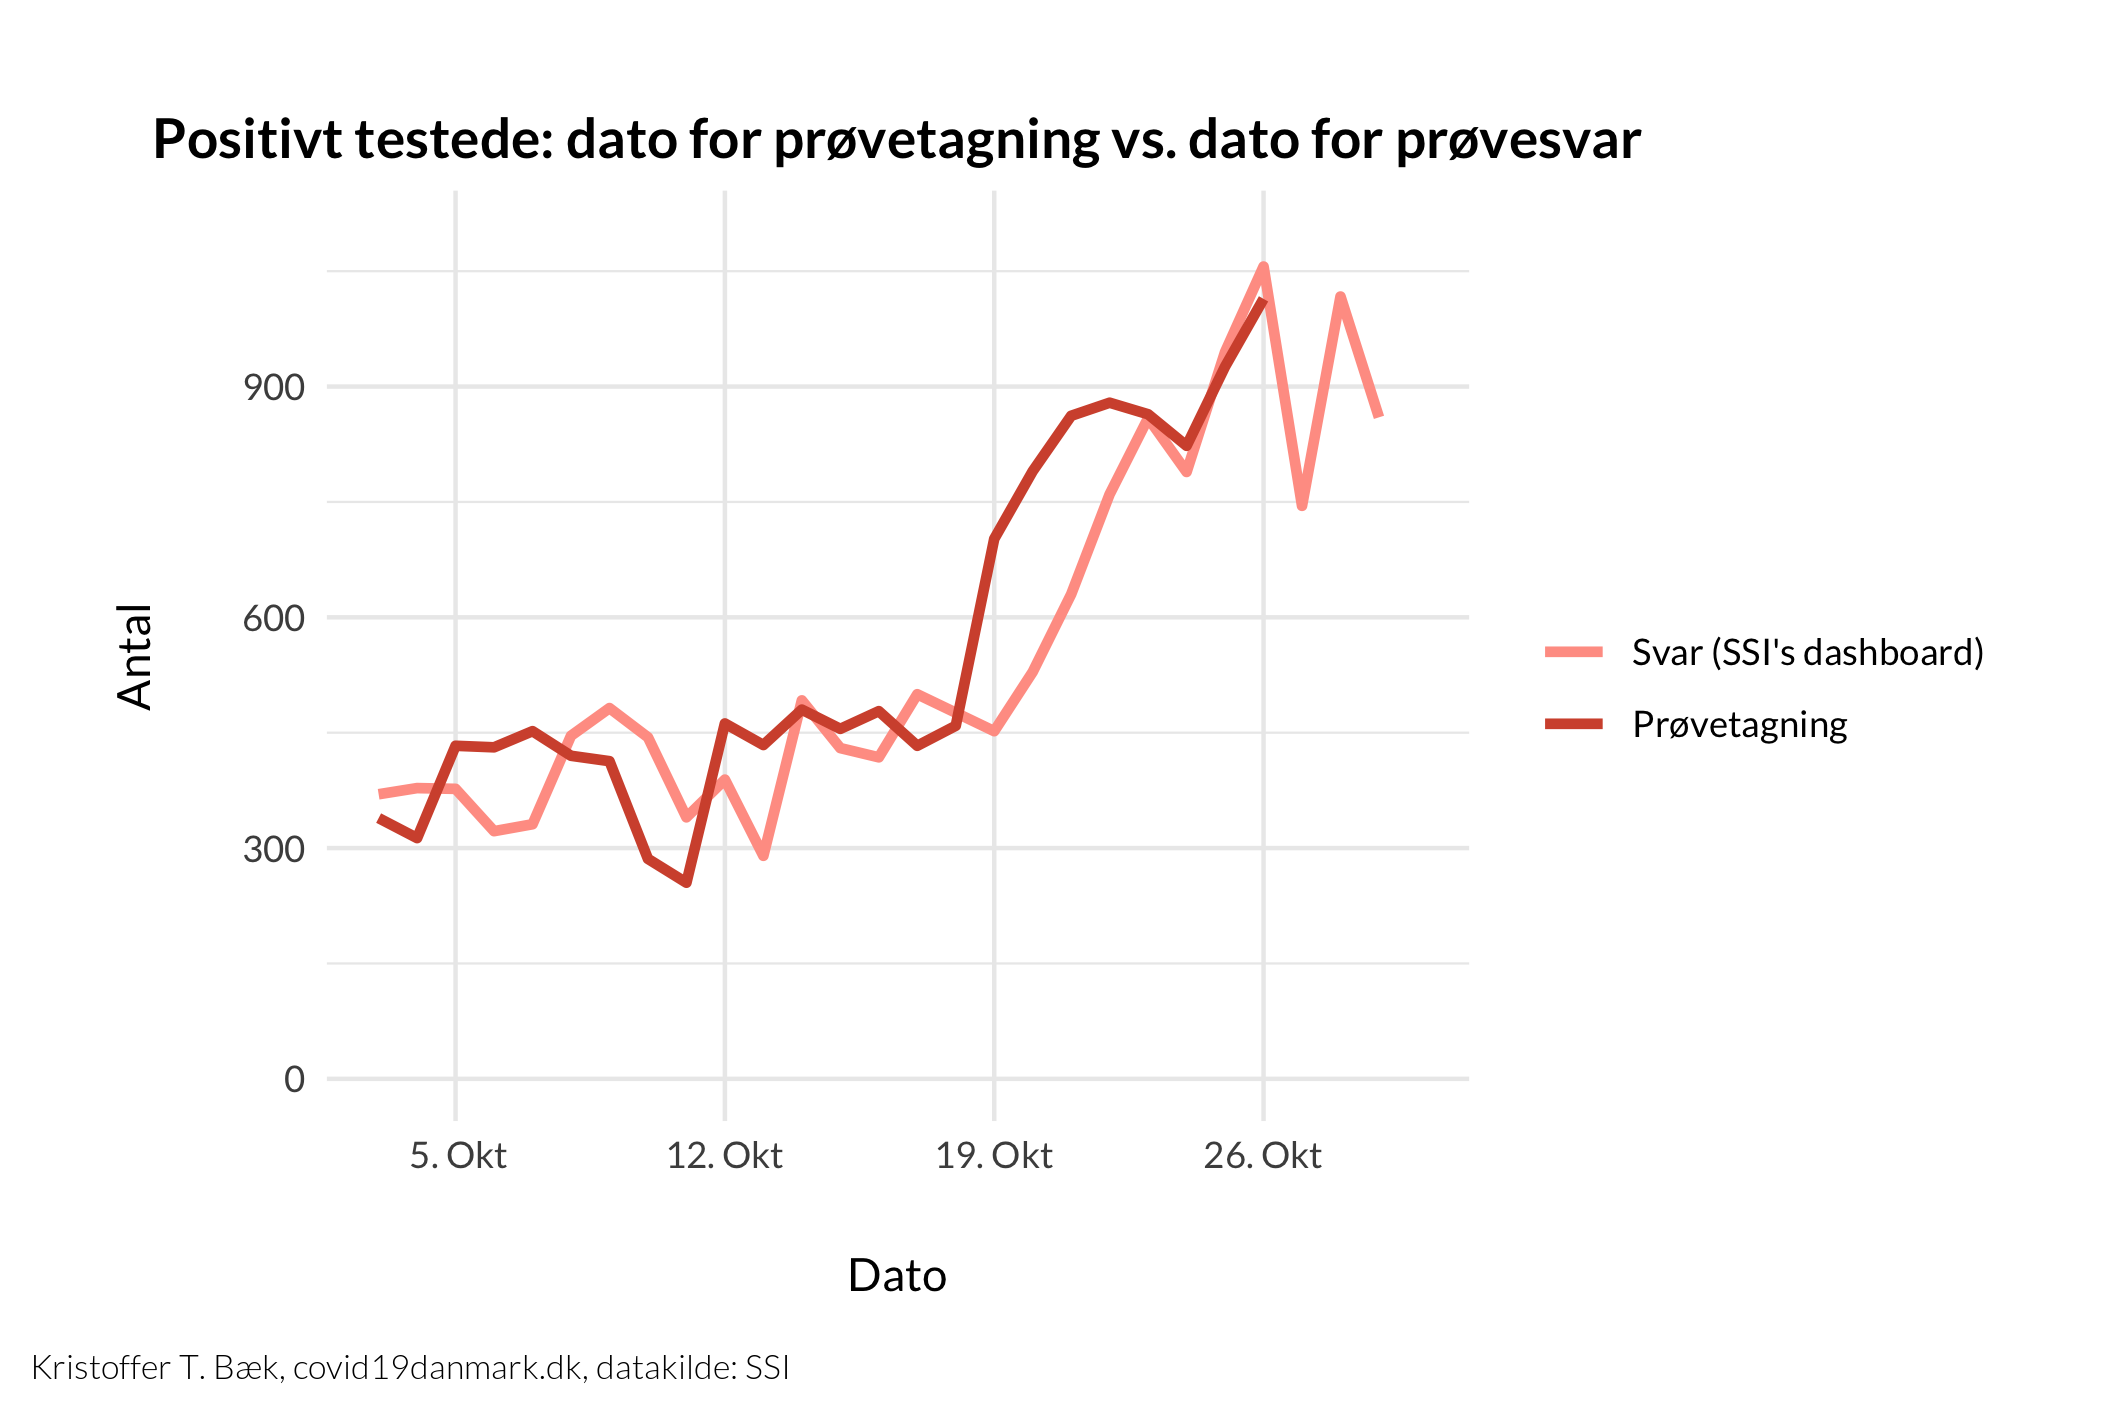 Positivt testede: dato for prøvetagning vs. dato for prøvesvar
Antal
900
600
300
0
5. Okt
12. Okt
19. Okt
26. Okt
Dato
Svar (SSI's dashboard)
Prøvetagning
Kristoffer T. Bæk, covid19danmark.dk, datakilde: SSI